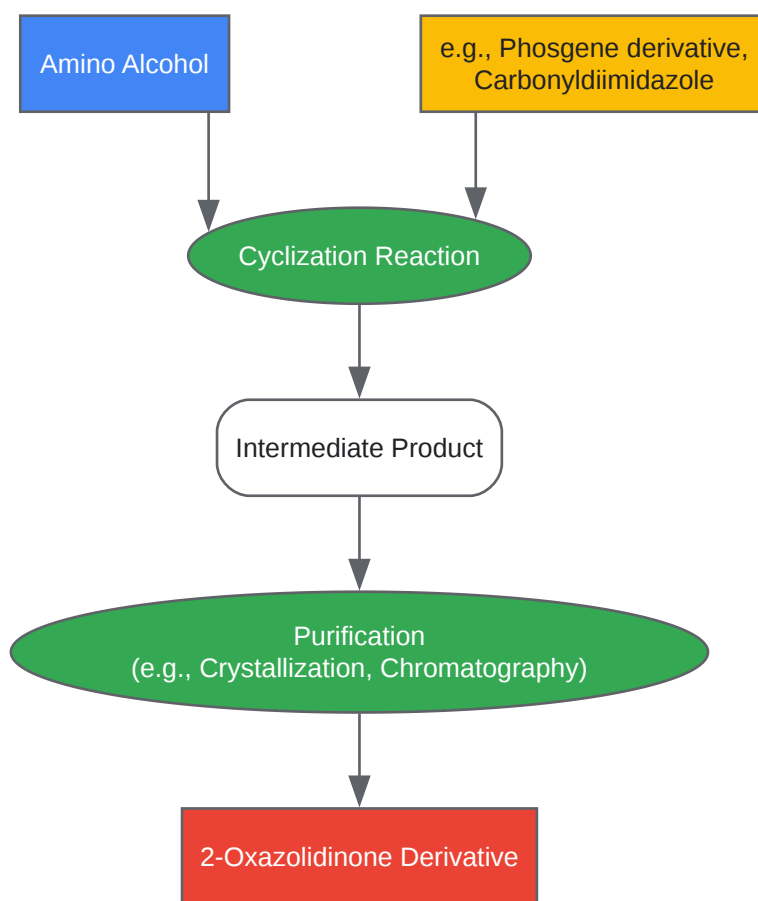 Amino Alcohol
e.g., Phosgene derivative,
Carbonyldiimidazole
Cyclization Reaction
Intermediate Product
Purification
(e.g., Crystallization, Chromatography)
2-Oxazolidinone Derivative